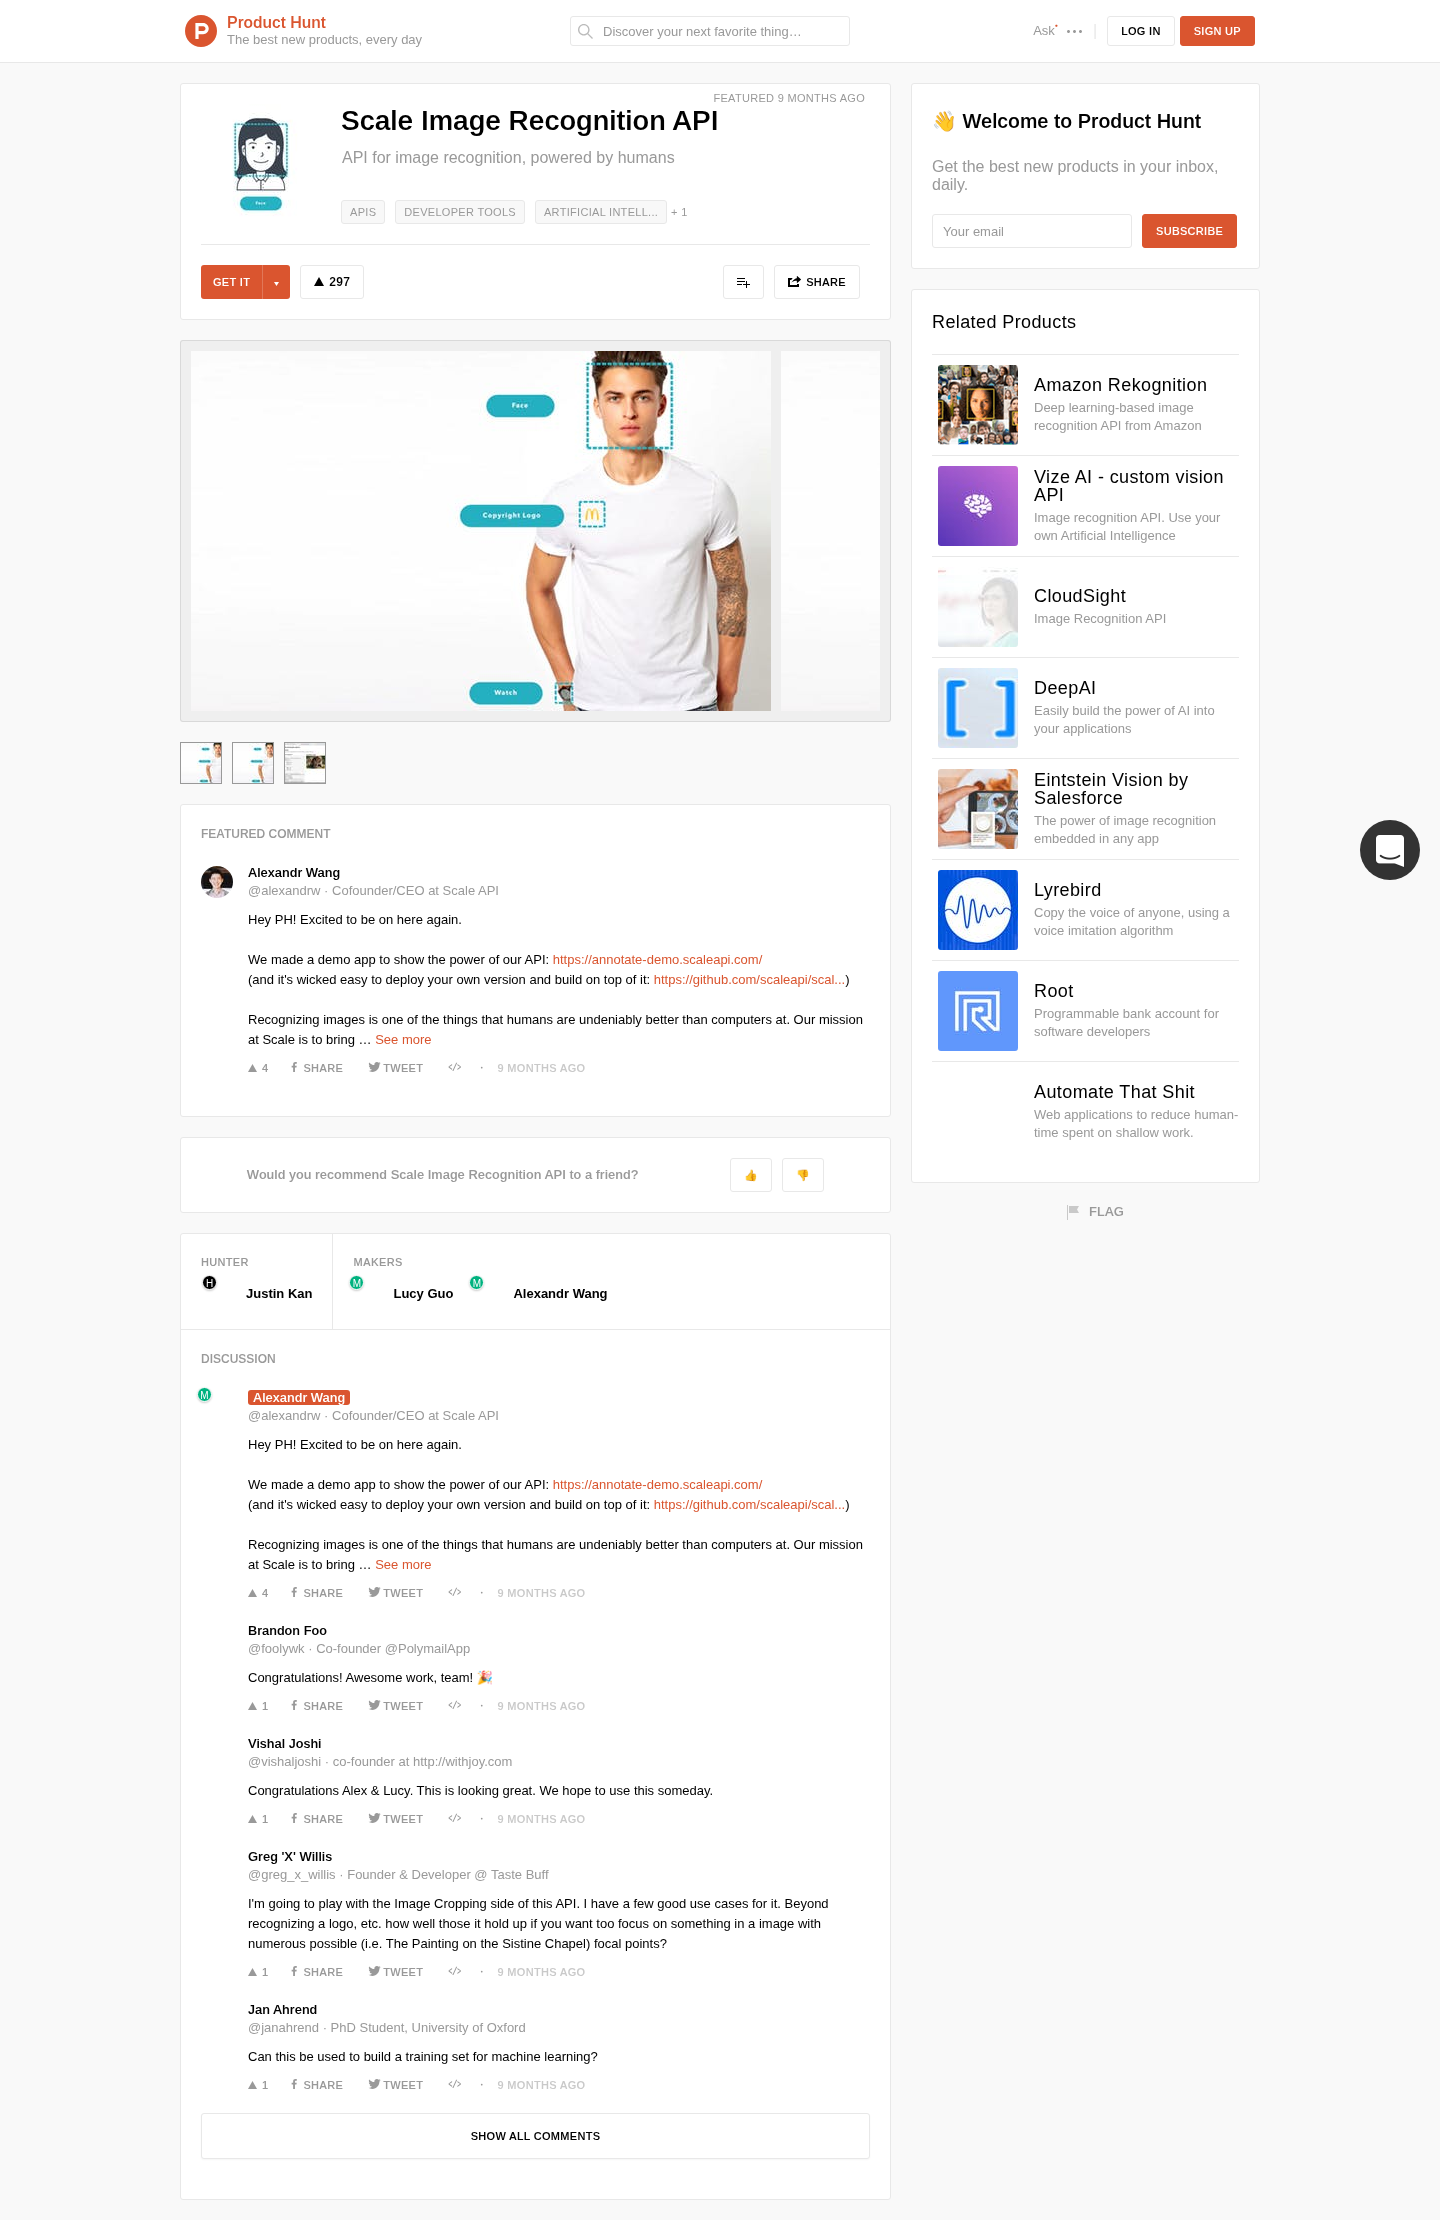 P
Product Hunt
The best new products, every day
Discover your next favorite thing…
Ask
LOG IN
SIGN UP
FEATURED 9 MONTHS AGO
Scale Image Recognition API
API for image recognition, powered by humans
Face
APIS
DEVELOPER TOOLS
ARTIFICIAL INTELL...
+ 1
GET IT
297
SHARE
Face
Copyright Logo
Watch
FEATURED COMMENT
Alexandr Wang
@alexandrw · Cofounder/CEO at Scale API
Hey PH! Excited to be on here again.
We made a demo app to show the power of our API: https://annotate-demo.scaleapi.com/
(and it's wicked easy to deploy your own version and build on top of it: https://github.com/scaleapi/scal...)
Recognizing images is one of the things that humans are undeniably better than computers at. Our mission
at Scale is to bring … See more
4 SHARE TWEET · 9 MONTHS AGO
Would you recommend Scale Image Recognition API to a friend?
👍 👎
HUNTER
H
Justin Kan
MAKERS
M
Lucy Guo
M
Alexandr Wang
DISCUSSION
M
Alexandr Wang
@alexandrw · Cofounder/CEO at Scale API
Hey PH! Excited to be on here again.
We made a demo app to show the power of our API: https://annotate-demo.scaleapi.com/
(and it's wicked easy to deploy your own version and build on top of it: https://github.com/scaleapi/scal...)
Recognizing images is one of the things that humans are undeniably better than computers at. Our mission
at Scale is to bring … See more
4 SHARE TWEET · 9 MONTHS AGO
Brandon Foo
@foolywk · Co-founder @PolymailApp
Congratulations! Awesome work, team! 🎉
1 SHARE TWEET · 9 MONTHS AGO
Vishal Joshi
@vishaljoshi · co-founder at http://withjoy.com
Congratulations Alex & Lucy. This is looking great. We hope to use this someday.
1 SHARE TWEET · 9 MONTHS AGO
Greg 'X' Willis
@greg_x_willis · Founder & Developer @ Taste Buff
I'm going to play with the Image Cropping side of this API. I have a few good use cases for it. Beyond
recognizing a logo, etc. how well those it hold up if you want too focus on something in a image with
numerous possible (i.e. The Painting on the Sistine Chapel) focal points?
1 SHARE TWEET · 9 MONTHS AGO
Jan Ahrend
@janahrend · PhD Student, University of Oxford
Can this be used to build a training set for machine learning?
1 SHARE TWEET · 9 MONTHS AGO
SHOW ALL COMMENTS
👋 Welcome to Product Hunt
Get the best new products in your inbox,
daily.
Your email
SUBSCRIBE
Related Products
Amazon Rekognition
Deep learning-based image
recognition API from Amazon
Vize AI - custom vision
API
Image recognition API. Use your
own Artificial Intelligence
CloudSight
Image Recognition API
DeepAI
Easily build the power of AI into
your applications
Eintstein Vision by
Salesforce
The power of image recognition
embedded in any app
Lyrebird
Copy the voice of anyone, using a
voice imitation algorithm
Root
Programmable bank account for
software developers
Automate That Shit
Web applications to reduce human-
time spent on shallow work.
FLAG